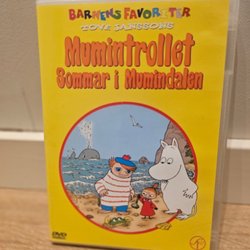 BARNENS FAVORITER
TOVE JANSSONS
Mumintrollet
Sommar i Mumindalen
DVD